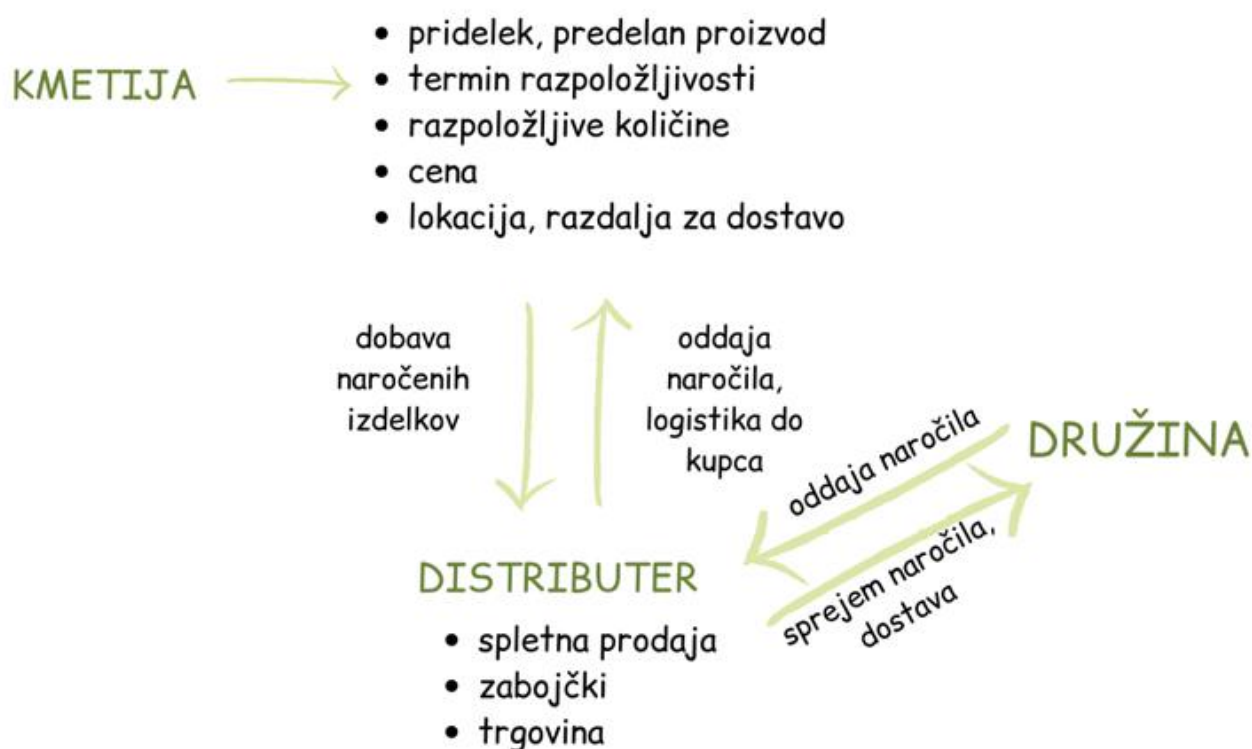 KMETIJA
• pridelek, predelan proizvod
• termin razpoložljivosti
• razpoložljive količine
• cena
• lokacija, razdalja za dostavo
dobava
naročenih
izdelkov
oddaja
naročila,
logistika do
kupca
oddaja naročila
DRUŽINA
sprejem naročila,
dostava
DISTRIBUTER
• spletna prodaja
• zabojčki
• trgovina